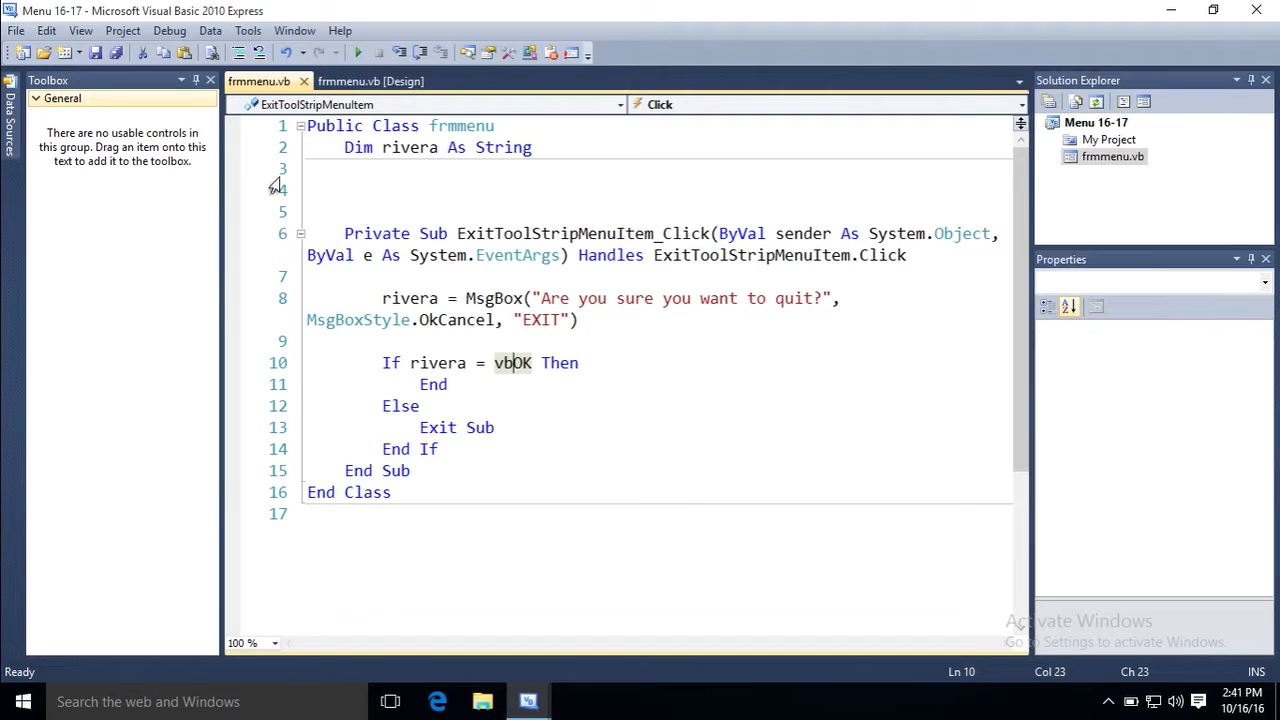 Menu 16-17 - Microsoft Visual Basic 2010 Express
File Edit View Project Debug Data Tools Window Help
Toolbox
General
There are no usable controls in
this group. Drag an item onto this
text to add it to the toolbox.
Data Sources
frmmenu.vb
frmmenu.vb [Design]
ExitToolStripMenuItem
Click
1 Public Class frmmenu
2 Dim rivera As String
3
4
5
6 Private Sub ExitToolStripMenuItem_Click(ByVal sender As System.Object,
ByVal e As System.EventArgs) Handles ExitToolStripMenuItem.Click
7
8 rivera = MsgBox("Are you sure you want to quit?",
MsgBoxStyle.OkCancel, "EXIT")
9
10 If rivera = vbOK Then
11 End
12 Else
13 Exit Sub
14 End If
15 End Sub
16 End Class
17
100 %
Solution Explorer
Menu 16-17
My Project
frmmenu.vb
Properties
Activate Windows
Go to Settings to activate Windows.
Ready
Ln 10 Col 23 Ch 23 INS
Search the web and Windows
2:41 PM
10/16/16